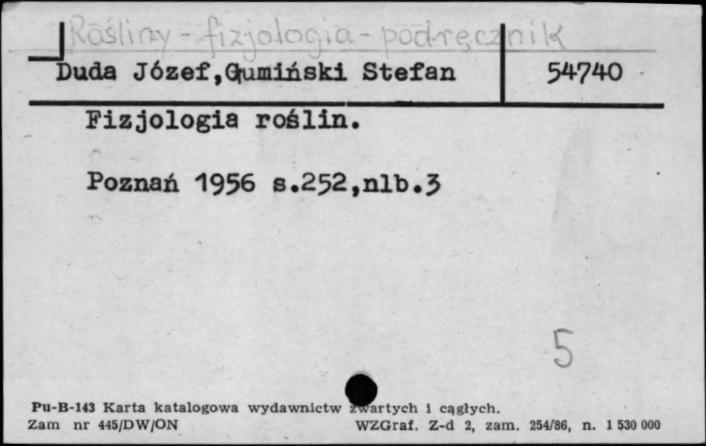 Rośliny - fizjologia - podręcznik
Duda Józef, Gumiński Stefan 54740
Fizjologia roślin.
Poznań 1956 s.252,nlb.3
5
Pu-B-143 Karta katalogowa wydawnictw zwartych i ciągłych.
Zam nr 445/DW/ON WZGraf. Z-d 2, zam. 254/86, n. 1 530 000